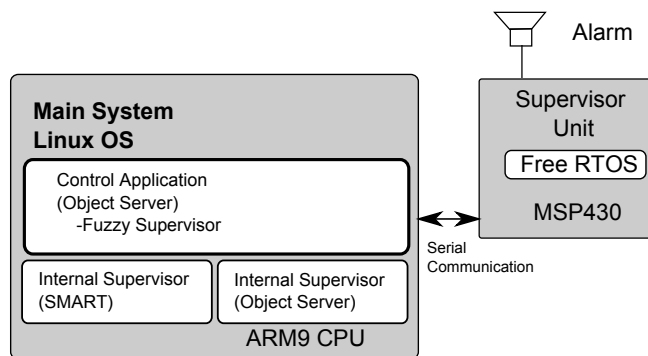 Alarm
Main System
Linux OS
Control Application
(Object Server)
-Fuzzy Supervisor
Internal Supervisor
(SMART)
Internal Supervisor
(Object Server)
ARM9 CPU
Serial
Communication
Supervisor
Unit
Free RTOS
MSP430